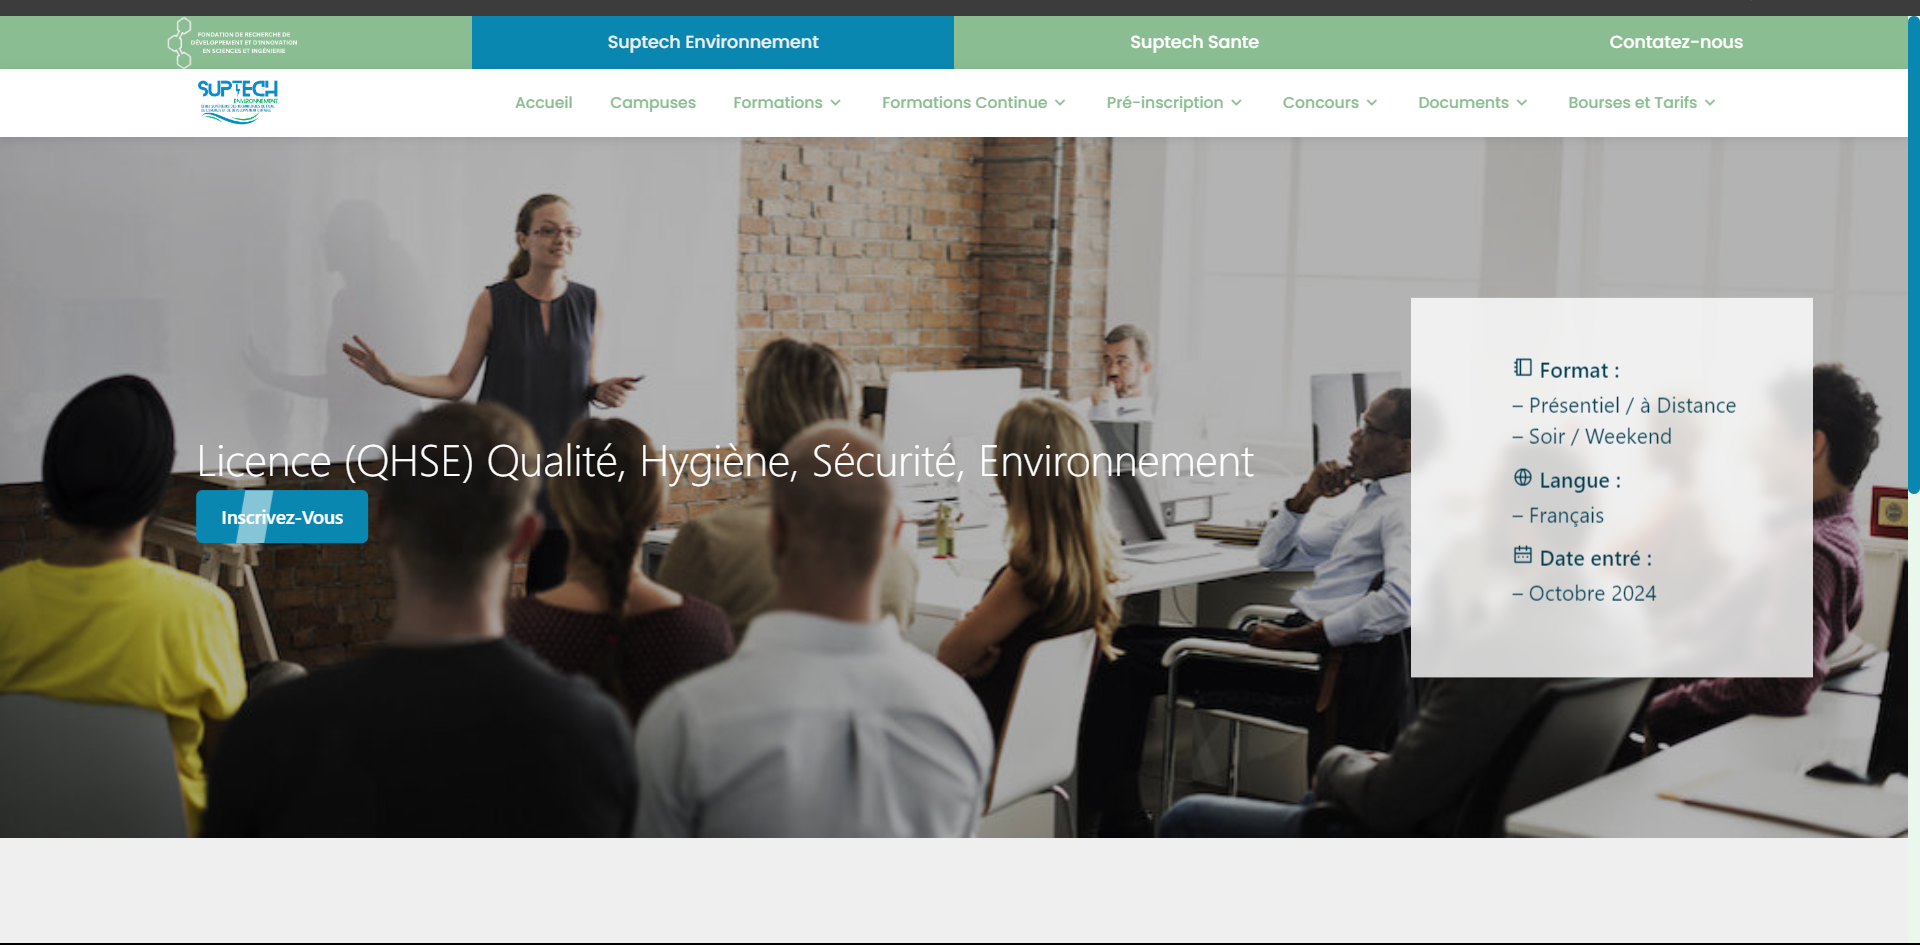 FONDATION DE RECHERCHE DE
DÉVELOPPEMENT ET D'INNOVATION
EN SCIENCES ET INGÉNIERIE
Suptech Environnement
Suptech Sante
Contatez-nous
SUPTECH
ENVIRONNEMENT
Accueil
Campuses
Formations
Formations Continue
Pré-inscription
Concours
Documents
Bourses et Tarifs
Licence (QHSE) Qualité, Hygiène, Sécurité, Environnement
Inscrivez-Vous
Format :
– Présentiel / à Distance
– Soir / Weekend
Langue :
– Français
Date entré :
– Octobre 2024